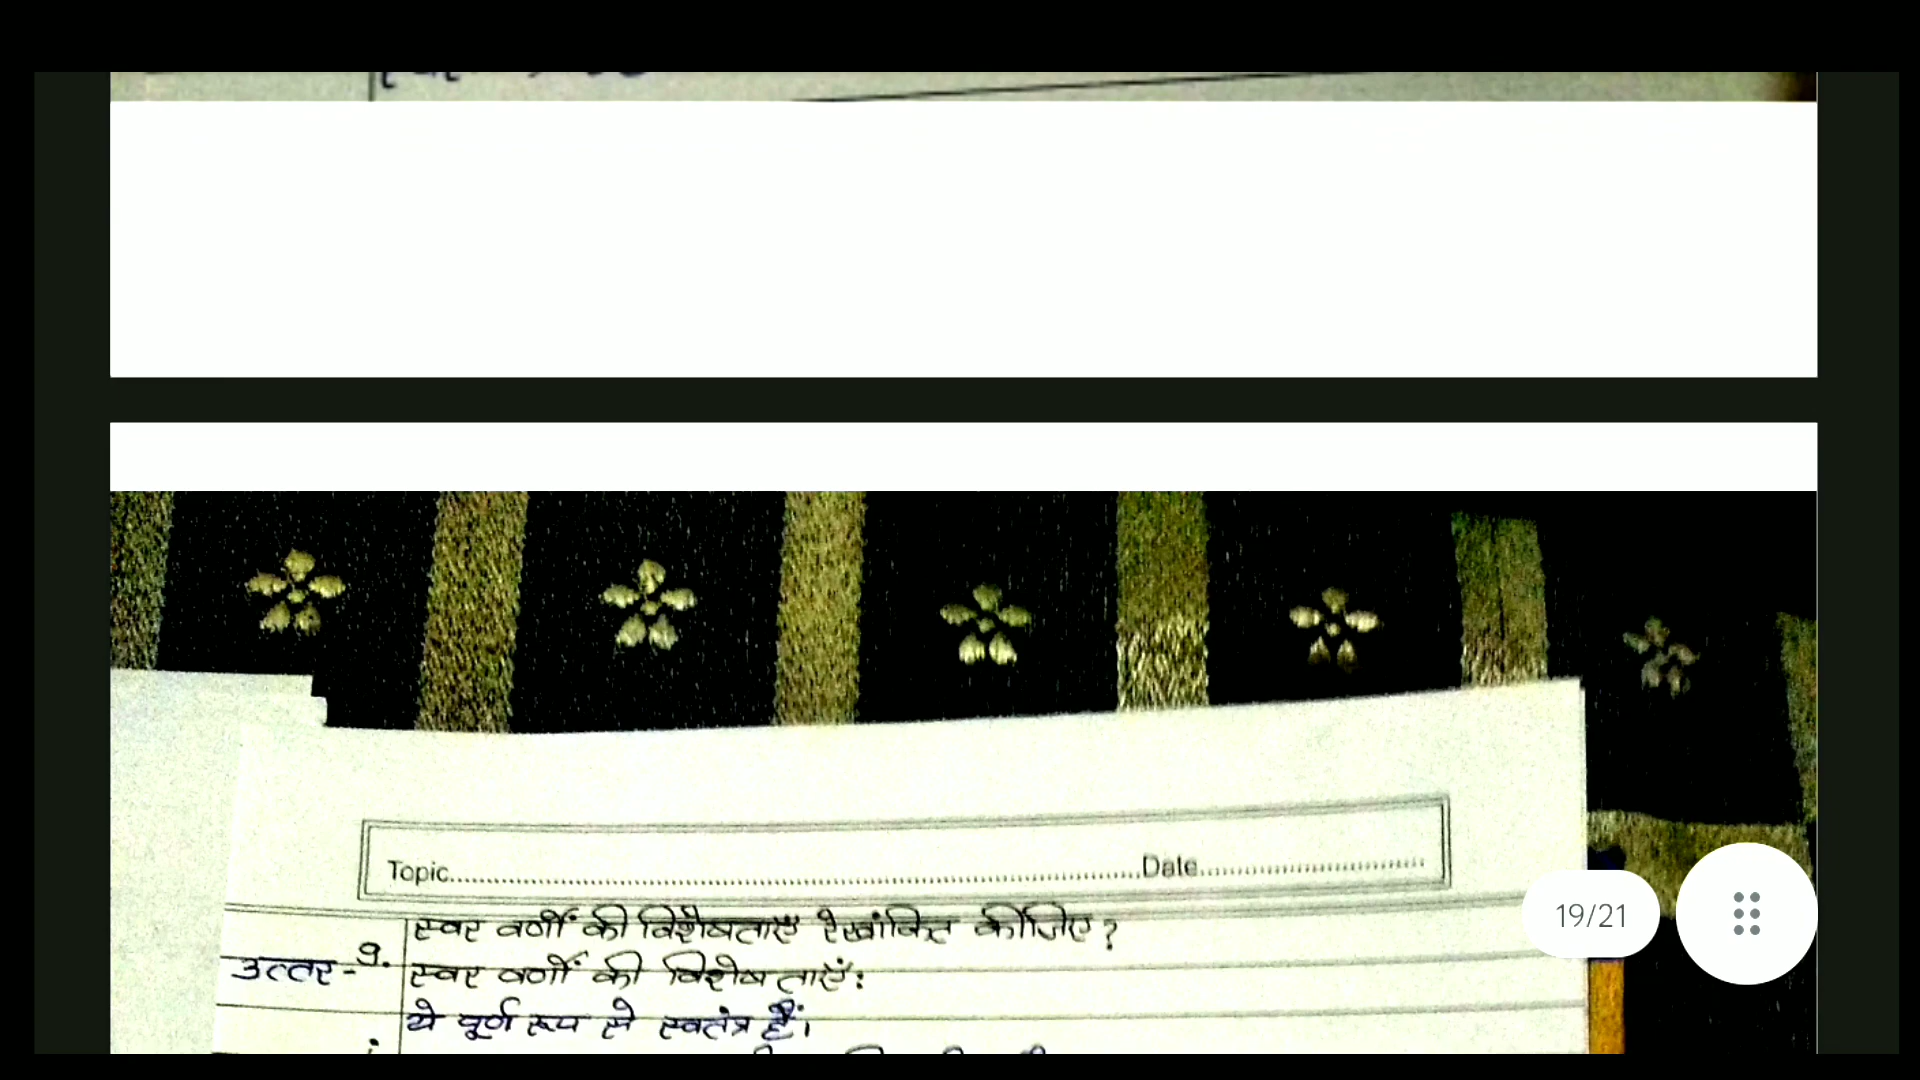 Topic........Date........
स्वर वर्णों की विशेषताएँ रेखांकित कीजिए?
उत्तर-9. स्वर वर्णों की विशेषताएँ:
ये पूर्ण रूप से स्वतंत्र हैं।
i
19/21